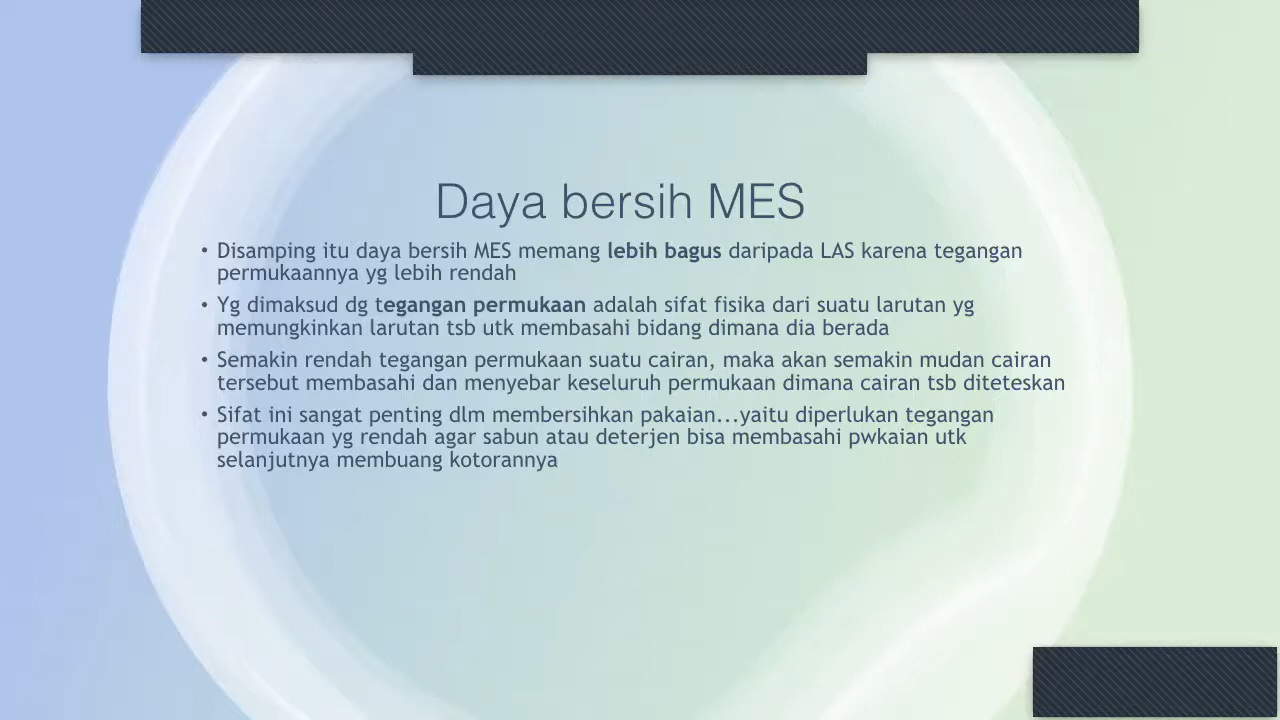 Daya bersih MES
• Disamping itu daya bersih MES memang lebih bagus daripada LAS karena tegangan
permukaannya yg lebih rendah
• Yg dimaksud dg tegangan permukaan adalah sifat fisika dari suatu larutan yg
memungkinkan larutan tsb utk membasahi bidang dimana dia berada
• Semakin rendah tegangan permukaan suatu cairan, maka akan semakin mudan cairan
tersebut membasahi dan menyebar keseluruh permukaan dimana cairan tsb diteteskan
• Sifat ini sangat penting dlm membersihkan pakaian...yaitu diperlukan tegangan
permukaan yg rendah agar sabun atau deterjen bisa membasahi pwkaian utk
selanjutnya membuang kotorannya